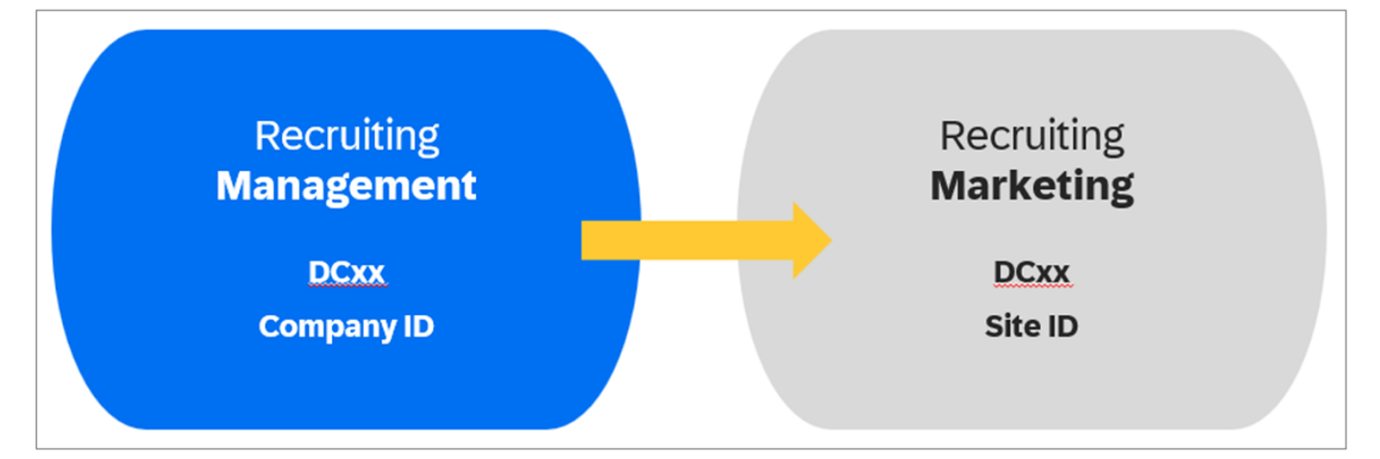 Recruiting
Management
DCxx
Company ID
Recruiting
Marketing
DCxx
Site ID